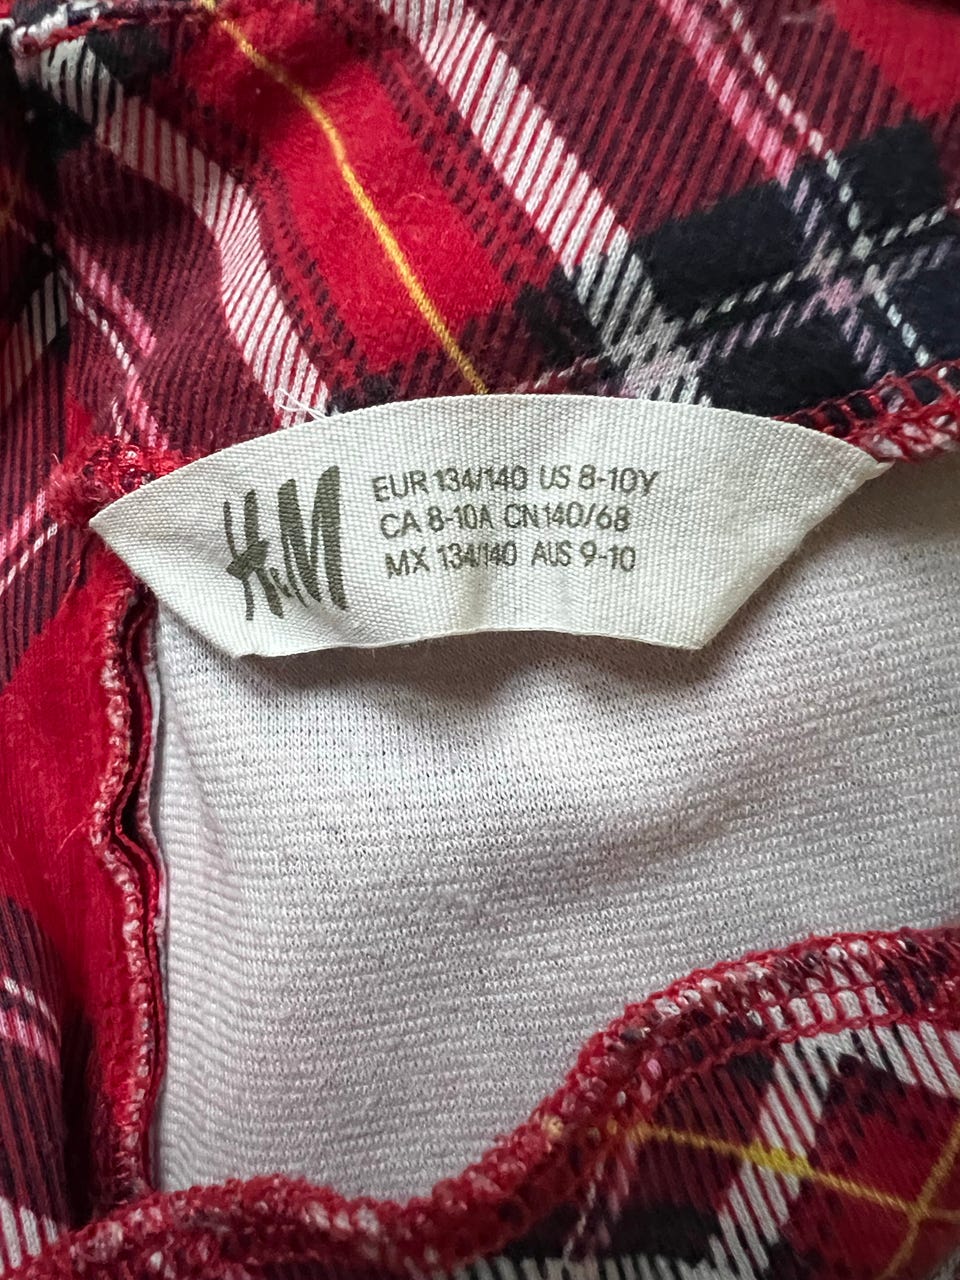 H&M
EUR 134/140 US 8-10Y
CA 8-10A CN 140/68
MX 134/140 AUS 9-10